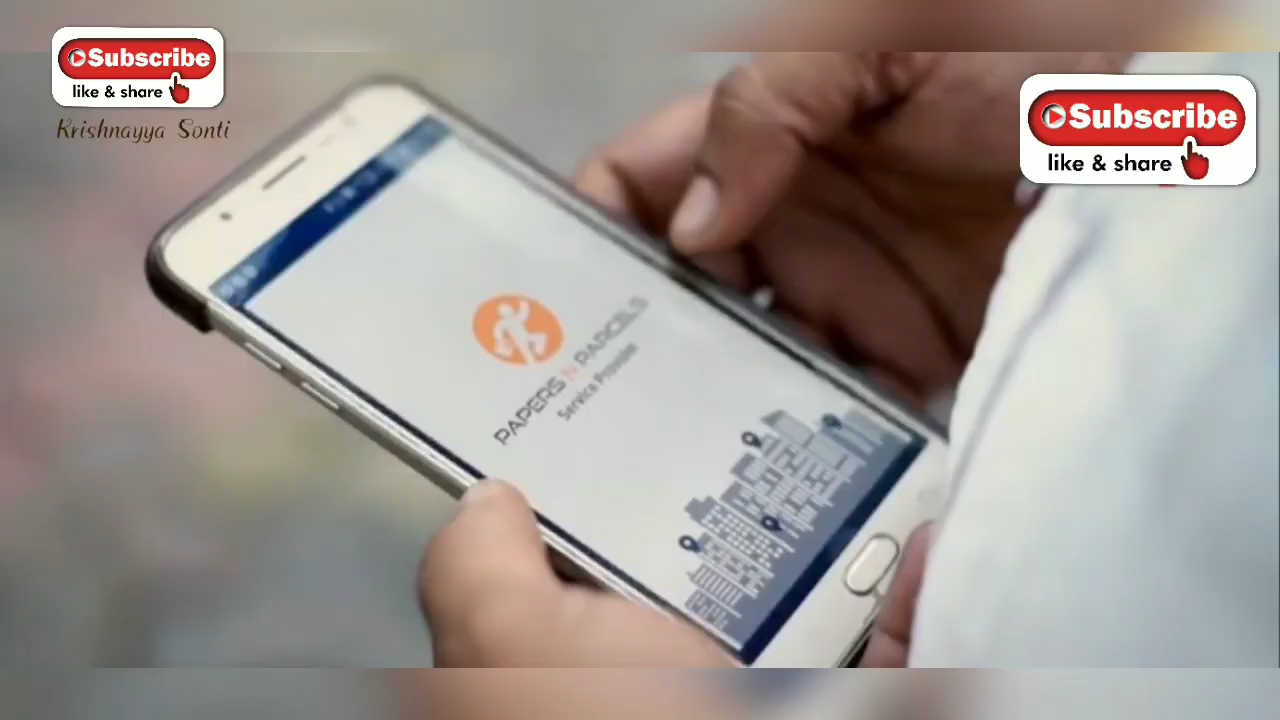 Subscribe
like & share
Krishnayya Sonti
Subscribe
like & share
PAPERS N PARCELS
Service Provider